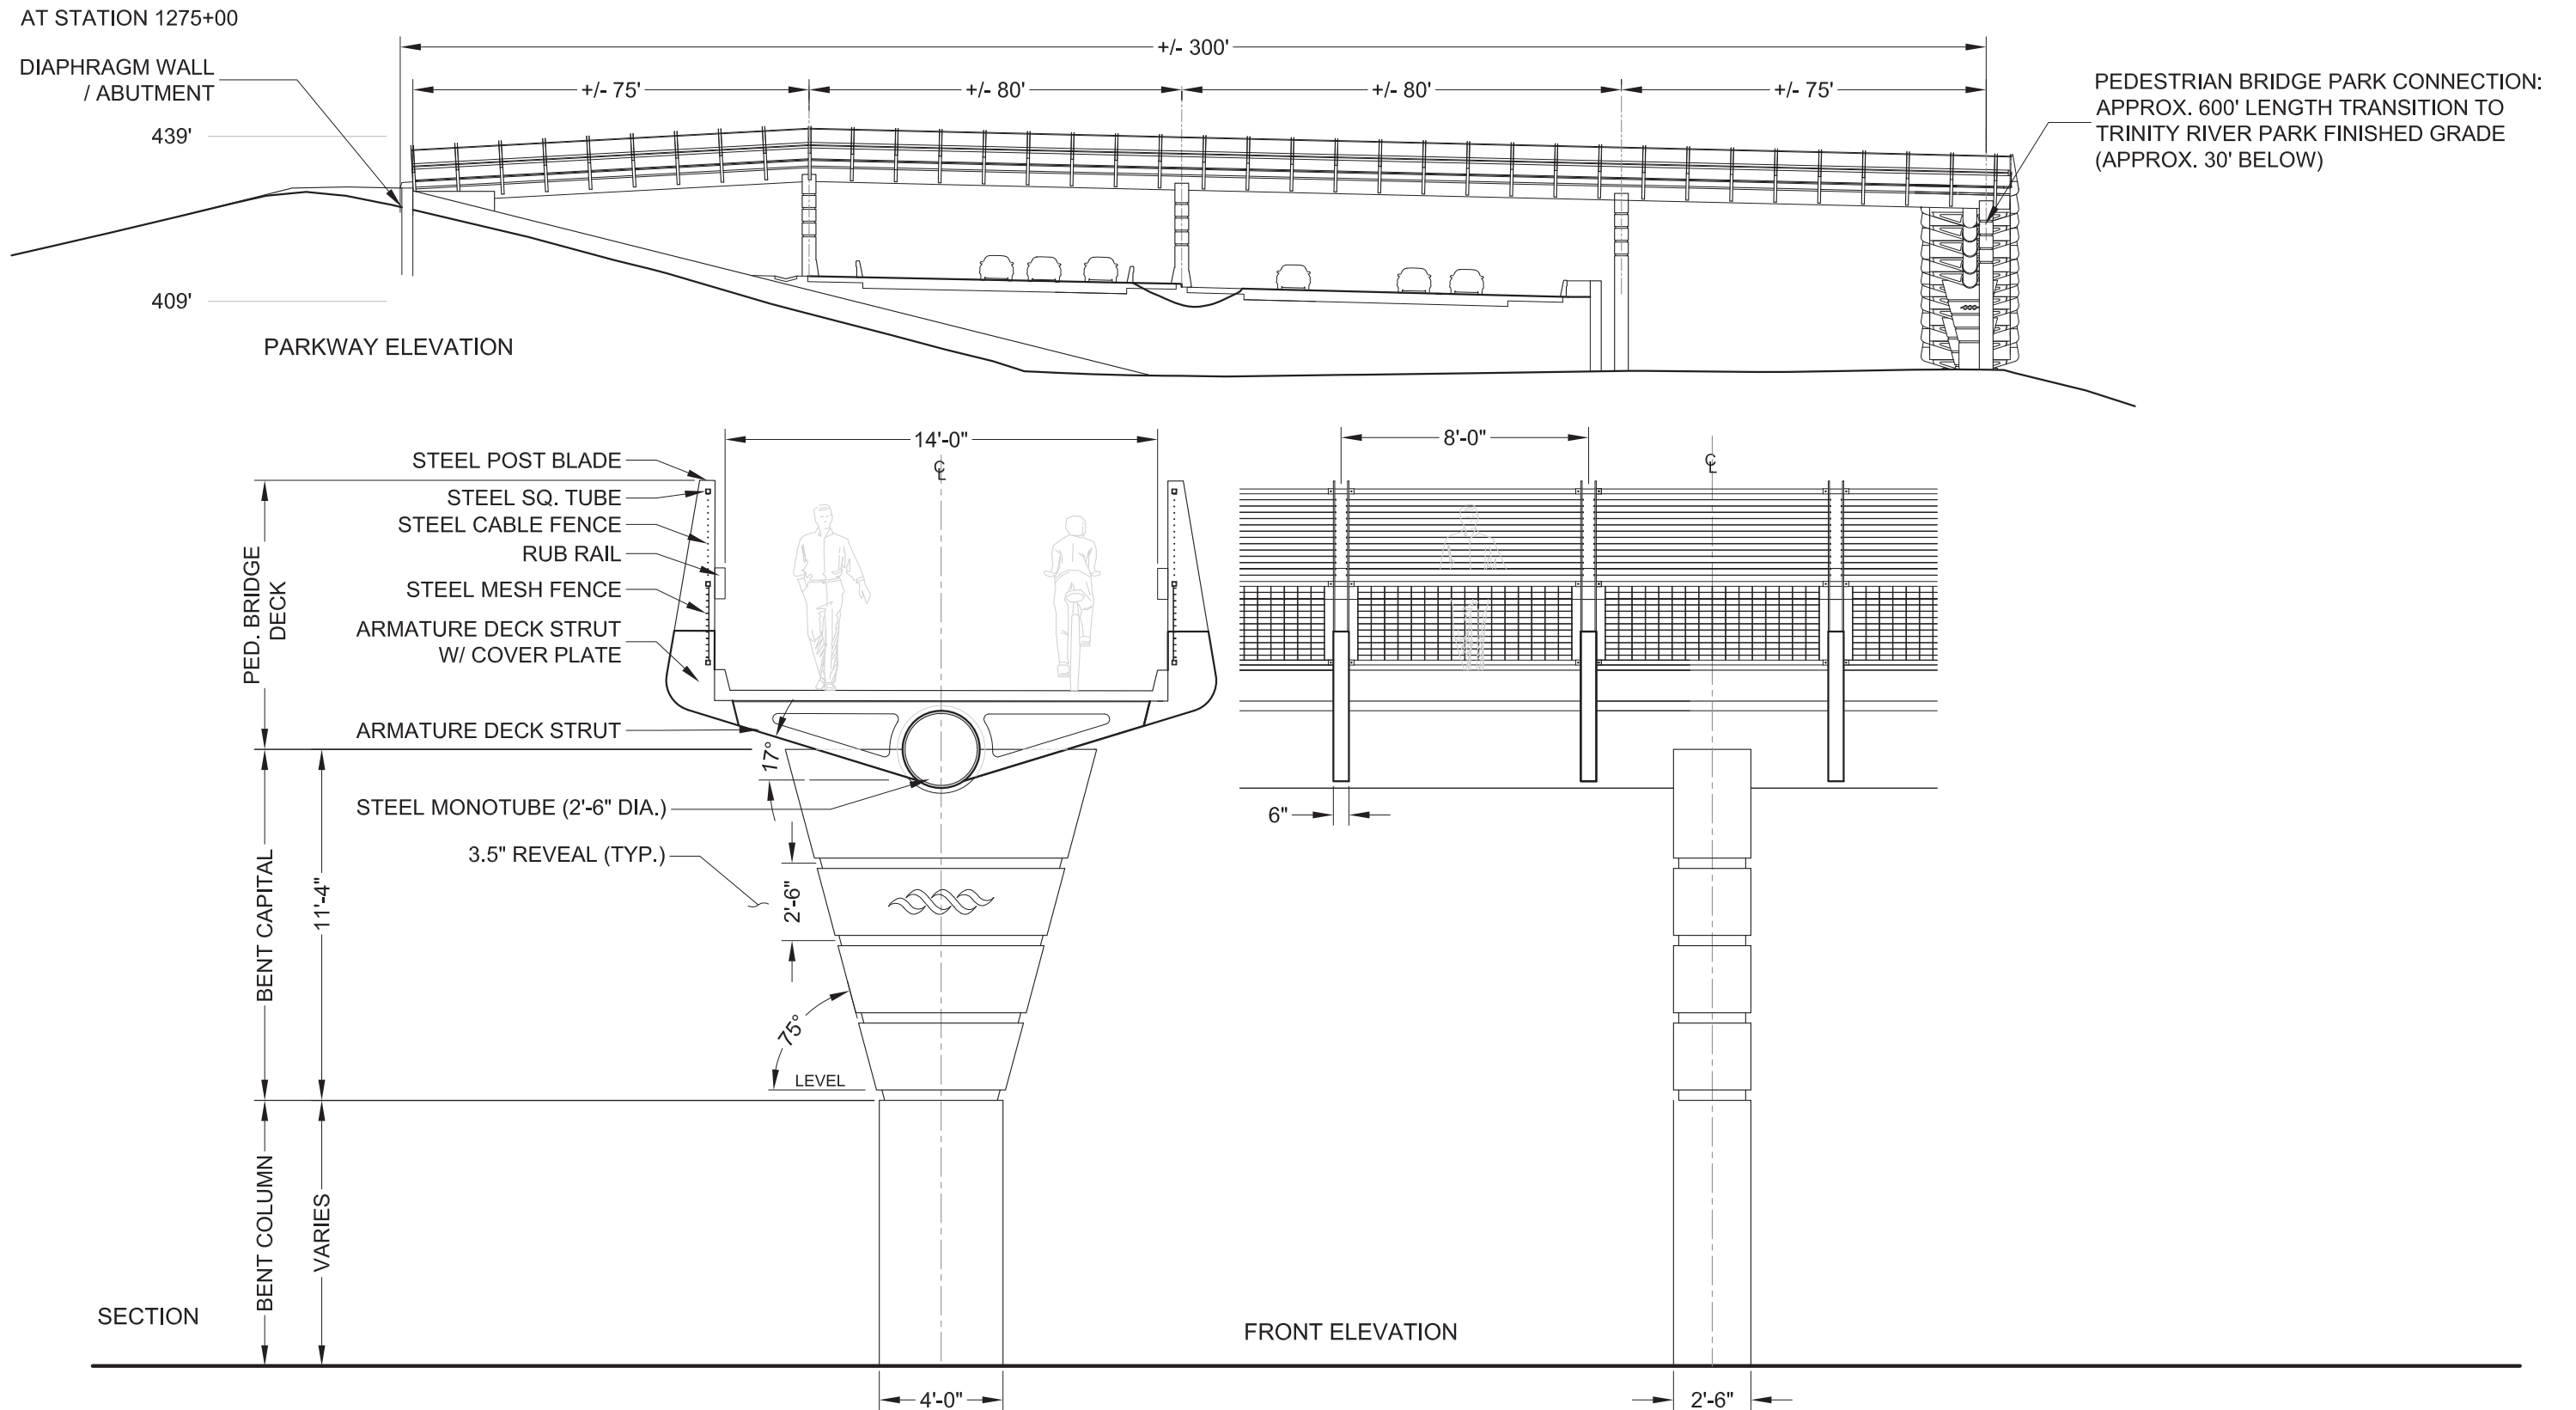 AT STATION 1275+00
+/- 300'
DIAPHRAGM WALL
/ ABUTMENT
+/- 75'
+/- 80'
+/- 80'
+/- 75'
PEDESTRIAN BRIDGE PARK CONNECTION:
APPROX. 600' LENGTH TRANSITION TO
TRINITY RIVER PARK FINISHED GRADE
(APPROX. 30' BELOW)
439'
409'
PARKWAY ELEVATION
14'-0"
8'-0"
℄
℄
STEEL POST BLADE
STEEL SQ. TUBE
STEEL CABLE FENCE
RUB RAIL
STEEL MESH FENCE
ARMATURE DECK STRUT
W/ COVER PLATE
ARMATURE DECK STRUT
17°
STEEL MONOTUBE (2'-6" DIA.)
6"
3.5" REVEAL (TYP.)
2'-6"
75°
LEVEL
PED. BRIDGE
DECK
BENT CAPITAL
11'-4"
BENT COLUMN
VARIES
SECTION
FRONT ELEVATION
4'-0"
2'-6"